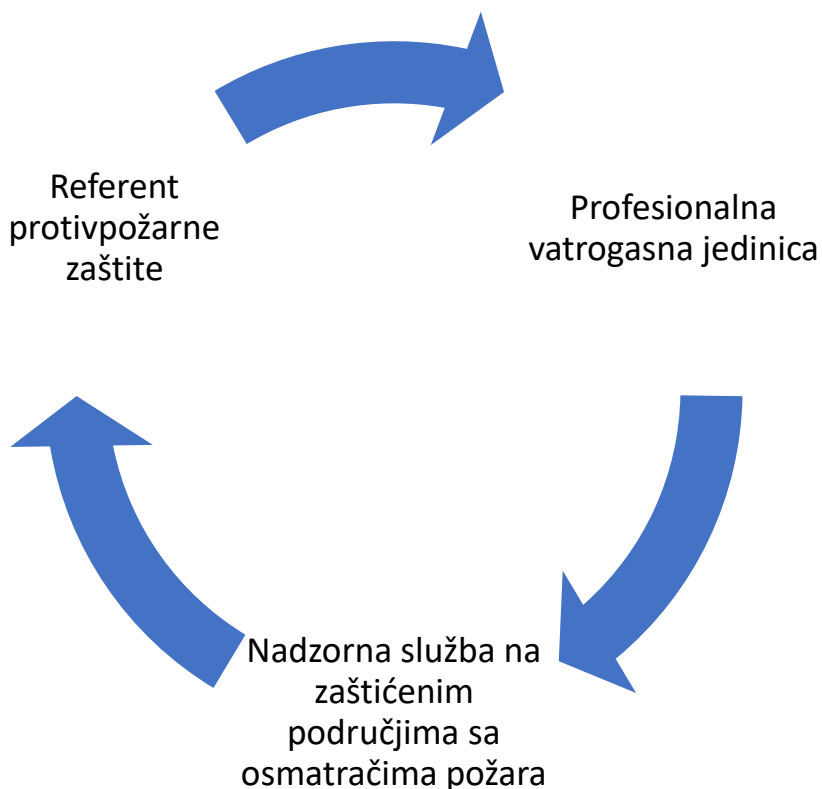 Referent
protivpožarne
zaštite
Profesionalna
vatrogasna jedinica
Nadzorna služba na
zaštićenim
područjima sa
osmatračima požara